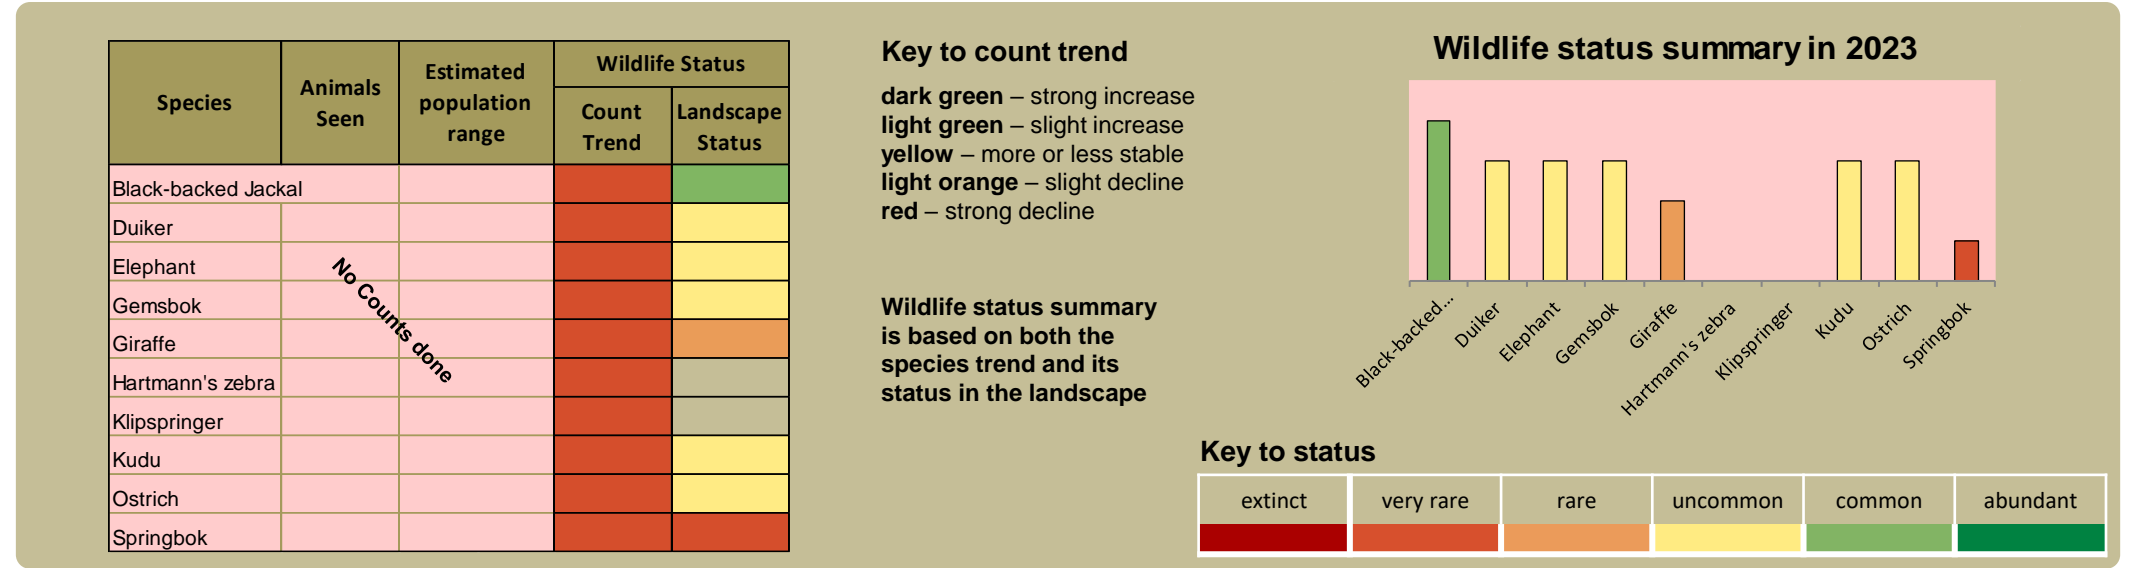 Species
Animals
Seen
Estimated
population
range
Wildlife Status
Count
Trend
Landscape
Status
Black-backed Jackal
Duiker
Elephant
Gemsbok
Giraffe
Hartmann's zebra
Klipspringer
Kudu
Ostrich
Springbok
No Counts done
Key to count trend
dark green – strong increase
light green – slight increase
yellow – more or less stable
light orange – slight decline
red – strong decline
Wildlife status summary
is based on both the
species trend and its
status in the landscape
Wildlife status summary in 2023
Black-backed...
Duiker
Elephant
Gemsbok
Giraffe
Hartmann's zebra
Klipspringer
Kudu
Ostrich
Springbok
Key to status
extinct
very rare
rare
uncommon
common
abundant